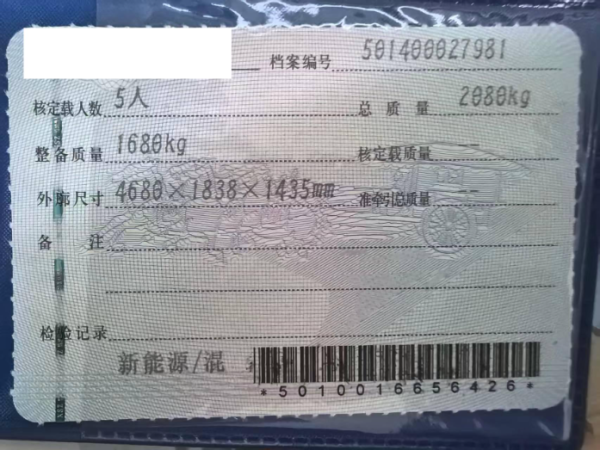 档案编号 501400027981
核定载人数 5人 总质量 2080kg
整备质量 1680kg 核定载质量 --
外廓尺寸 4680×1838×1435mm 准牵引总质量 --
备注
检验记录
新能源/混
*5010016656426*